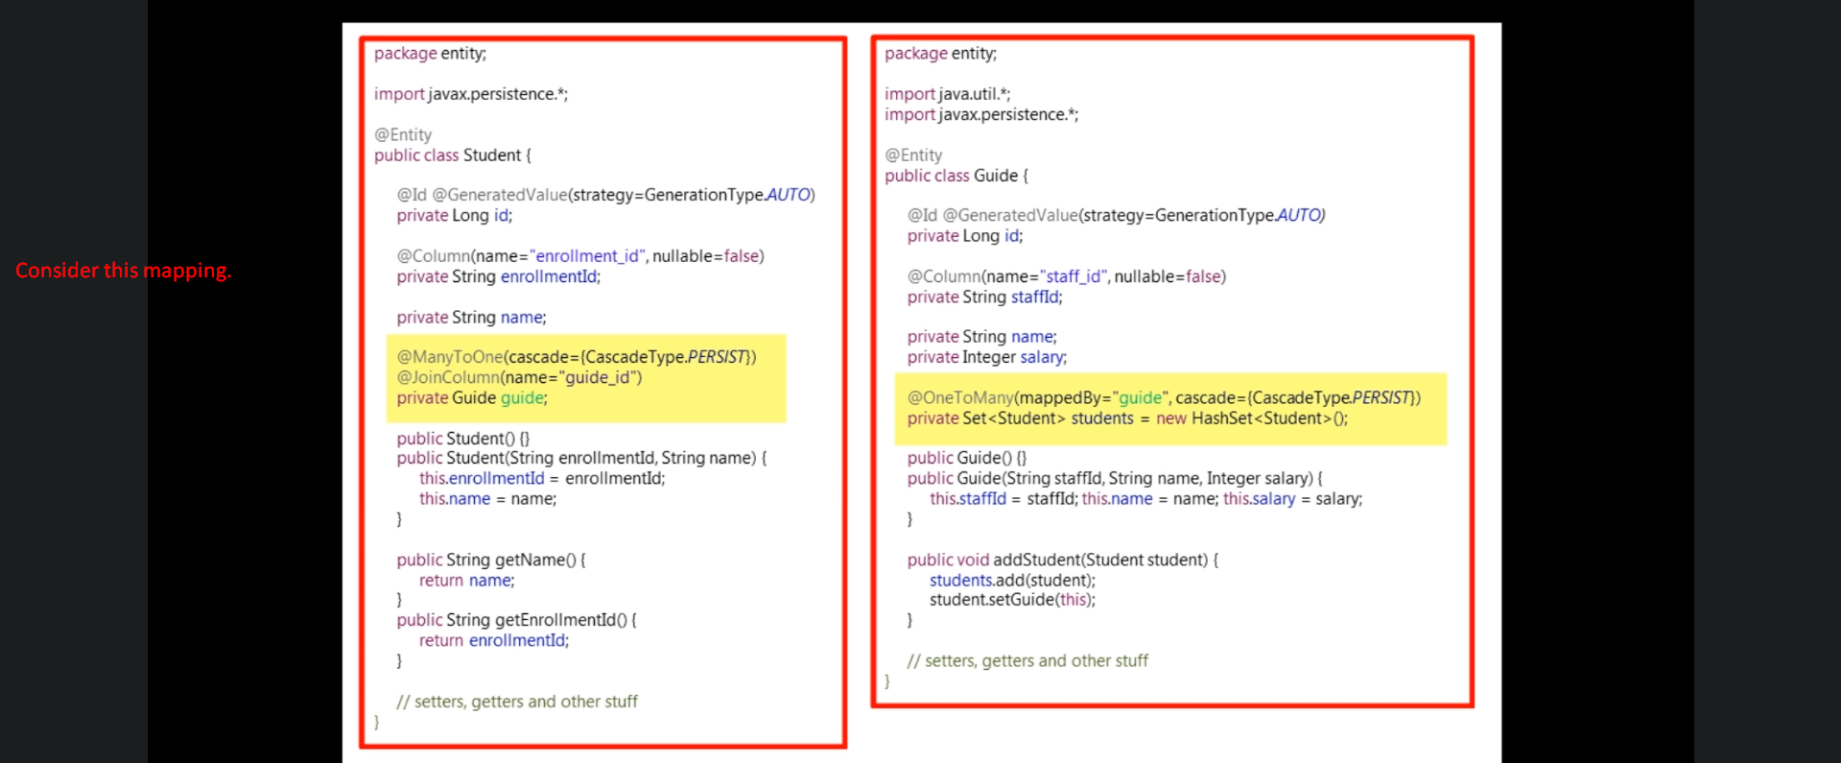 Consider this mapping.
package entity;
import javax.persistence.*;
@Entity
public class Student {
@Id @GeneratedValue(strategy=GenerationType.AUTO)
private Long id;
@Column(name="enrollment_id", nullable=false)
private String enrollmentId;
private String name;
@ManyToOne(cascade={CascadeType.PERSIST})
@JoinColumn(name="guide_id")
private Guide guide;
public Student() {}
public Student(String enrollmentId, String name) {
this.enrollmentId = enrollmentId;
this.name = name;
}
public String getName() {
return name;
}
public String getEnrollmentId() {
return enrollmentId;
}
// setters, getters and other stuff
}
package entity;
import java.util.*;
import javax.persistence.*;
@Entity
public class Guide {
@Id @GeneratedValue(strategy=GenerationType.AUTO)
private Long id;
@Column(name="staff_id", nullable=false)
private String staffId;
private String name;
private Integer salary;
@OneToMany(mappedBy="guide", cascade={CascadeType.PERSIST})
private Set<Student> students = new HashSet<Student>();
public Guide() {}
public Guide(String staffId, String name, Integer salary) {
this.staffId = staffId; this.name = name; this.salary = salary;
}
public void addStudent(Student student) {
students.add(student);
student.setGuide(this);
}
// setters, getters and other stuff
}